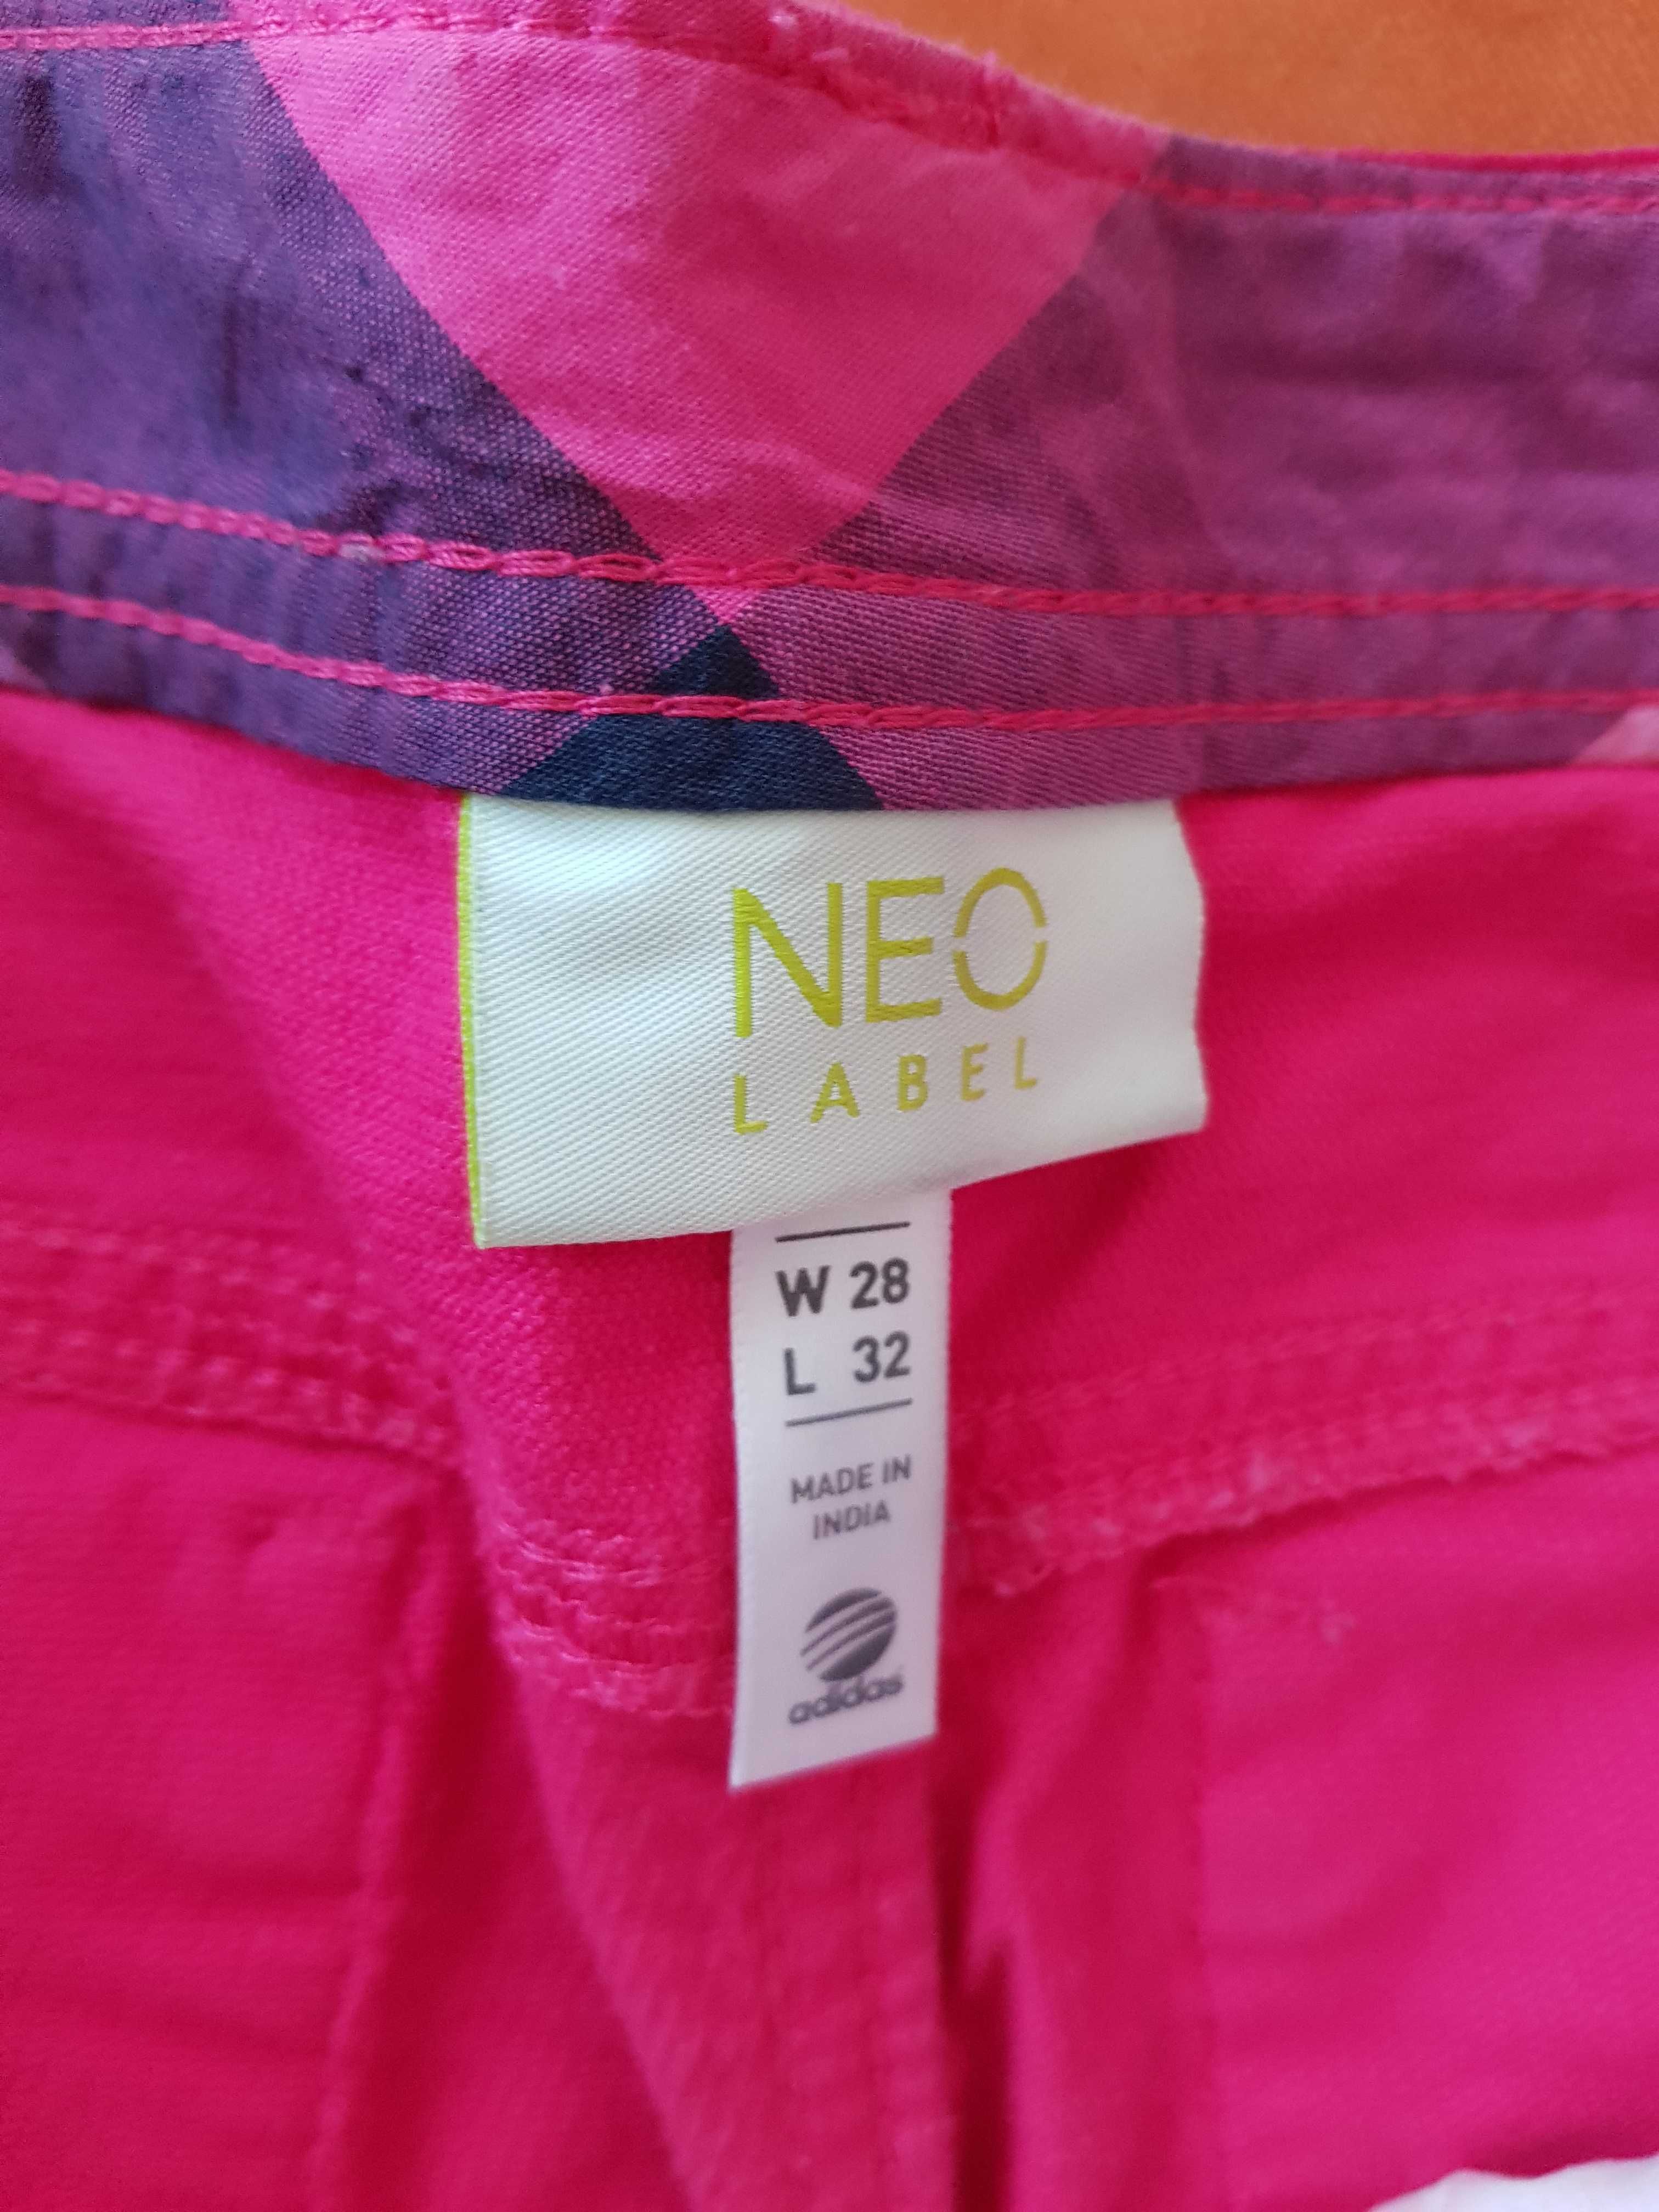 NEO
LABEL
W 28
L 32
MADE IN
INDIA
adidas